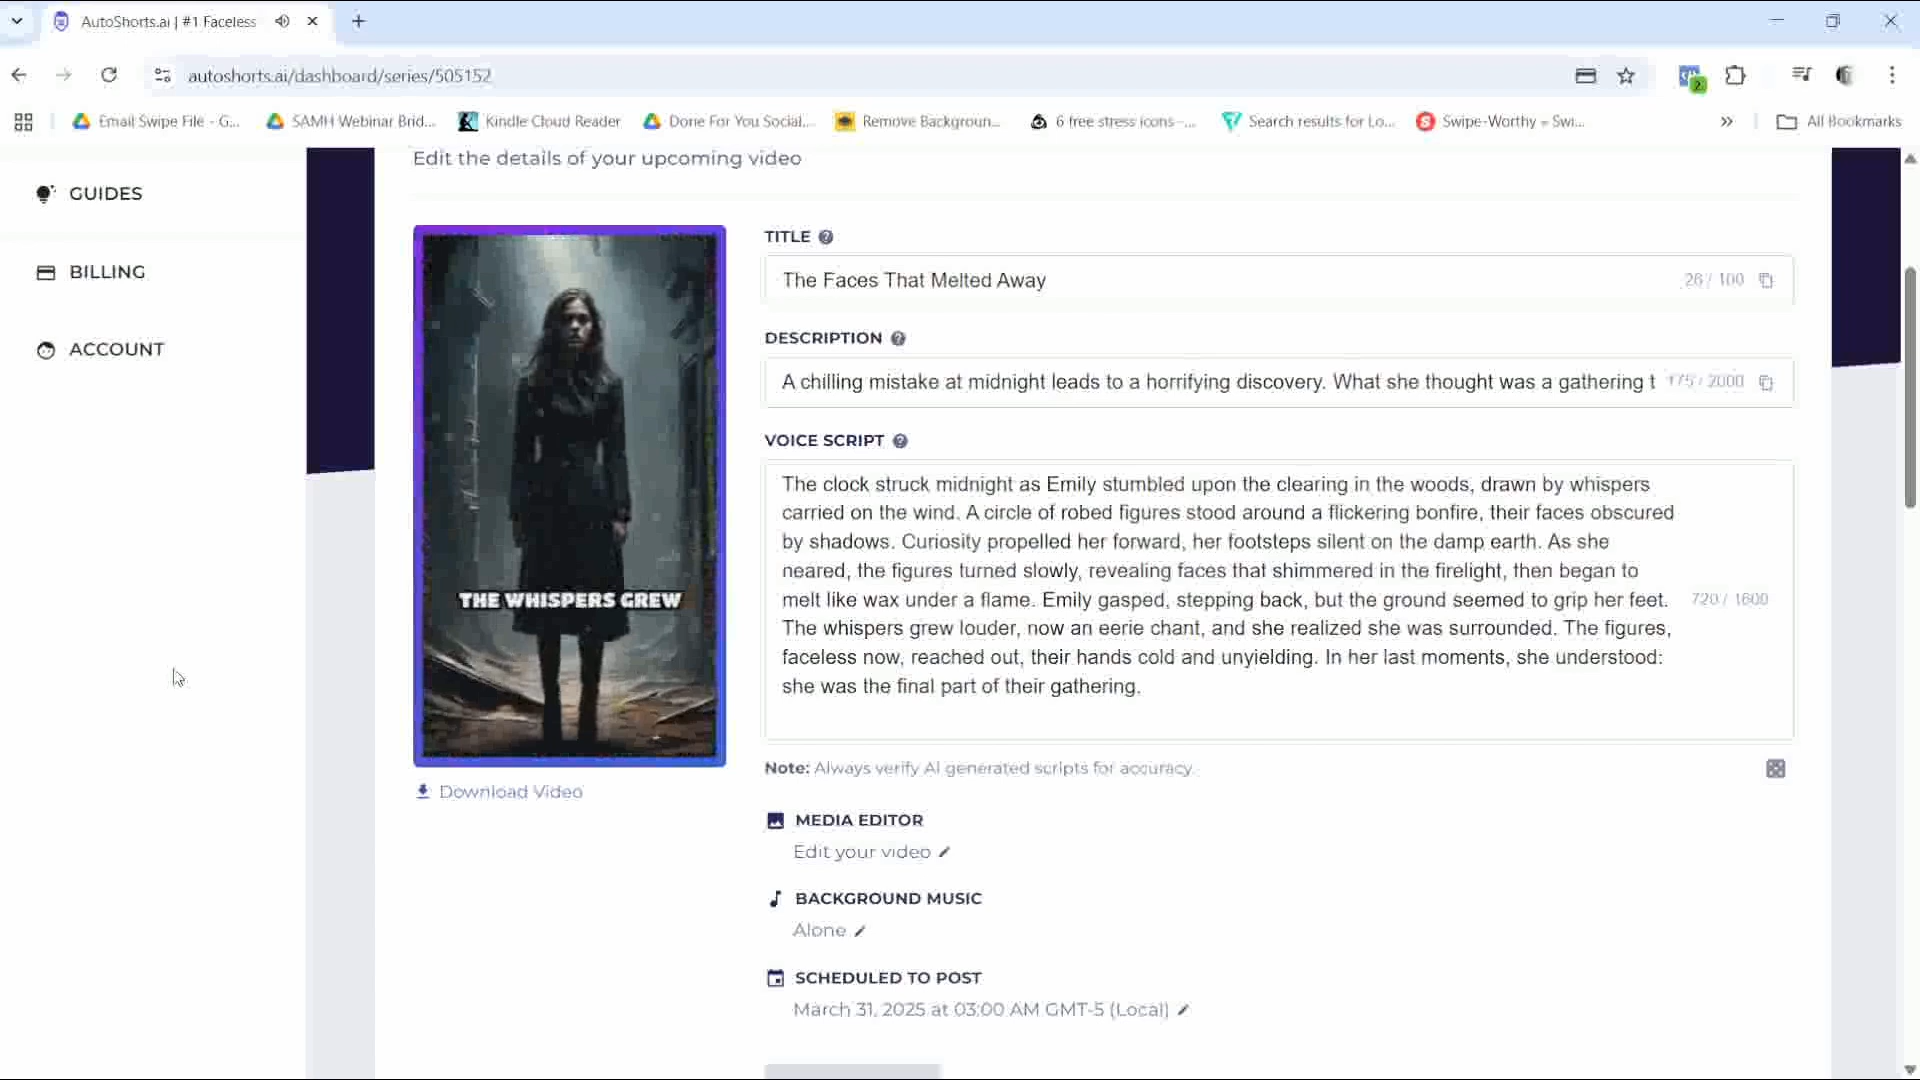 AutoShorts.ai | #1 Faceless
autoshorts.ai/dashboard/series/505152
2
Email Swipe File - G...
SAMH Webinar Brid...
Kindle Cloud Reader
Done For You Social...
Remove Backgroun...
6 free stress icons -...
Search results for Lo...
Swipe-Worthy – Swi...
»
All Bookmarks
GUIDES
BILLING
ACCOUNT
Edit the details of your upcoming video
THE WHISPERS GREW
Download Video
TITLE
The Faces That Melted Away
26 / 100
DESCRIPTION
A chilling mistake at midnight leads to a horrifying discovery. What she thought was a gathering t
175 / 2000
VOICE SCRIPT
The clock struck midnight as Emily stumbled upon the clearing in the woods, drawn by whispers
carried on the wind. A circle of robed figures stood around a flickering bonfire, their faces obscured
by shadows. Curiosity propelled her forward, her footsteps silent on the damp earth. As she
neared, the figures turned slowly, revealing faces that shimmered in the firelight, then began to
melt like wax under a flame. Emily gasped, stepping back, but the ground seemed to grip her feet.
The whispers grew louder, now an eerie chant, and she realized she was surrounded. The figures,
faceless now, reached out, their hands cold and unyielding. In her last moments, she understood:
she was the final part of their gathering.
720 / 1600
Note: Always verify AI generated scripts for accuracy.
MEDIA EDITOR
Edit your video
BACKGROUND MUSIC
Alone
SCHEDULED TO POST
March 31, 2025 at 03:00 AM GMT-5 (Local)